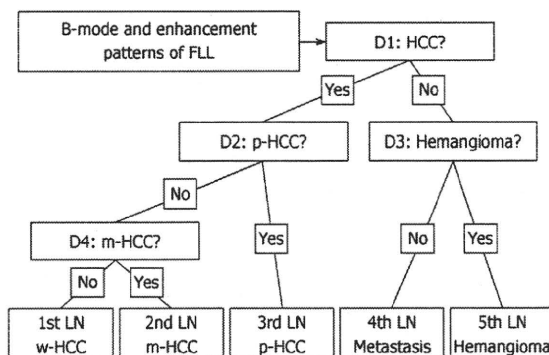 B-mode and enhancement
patterns of FLL
D1: HCC?
Yes
No
D2: p-HCC?
D3: Hemangioma?
No
Yes
No
Yes
D4: m-HCC?
No
Yes
1st LN
w-HCC
2nd LN
m-HCC
3rd LN
p-HCC
4th LN
Metastasis
5th LN
Hemangioma